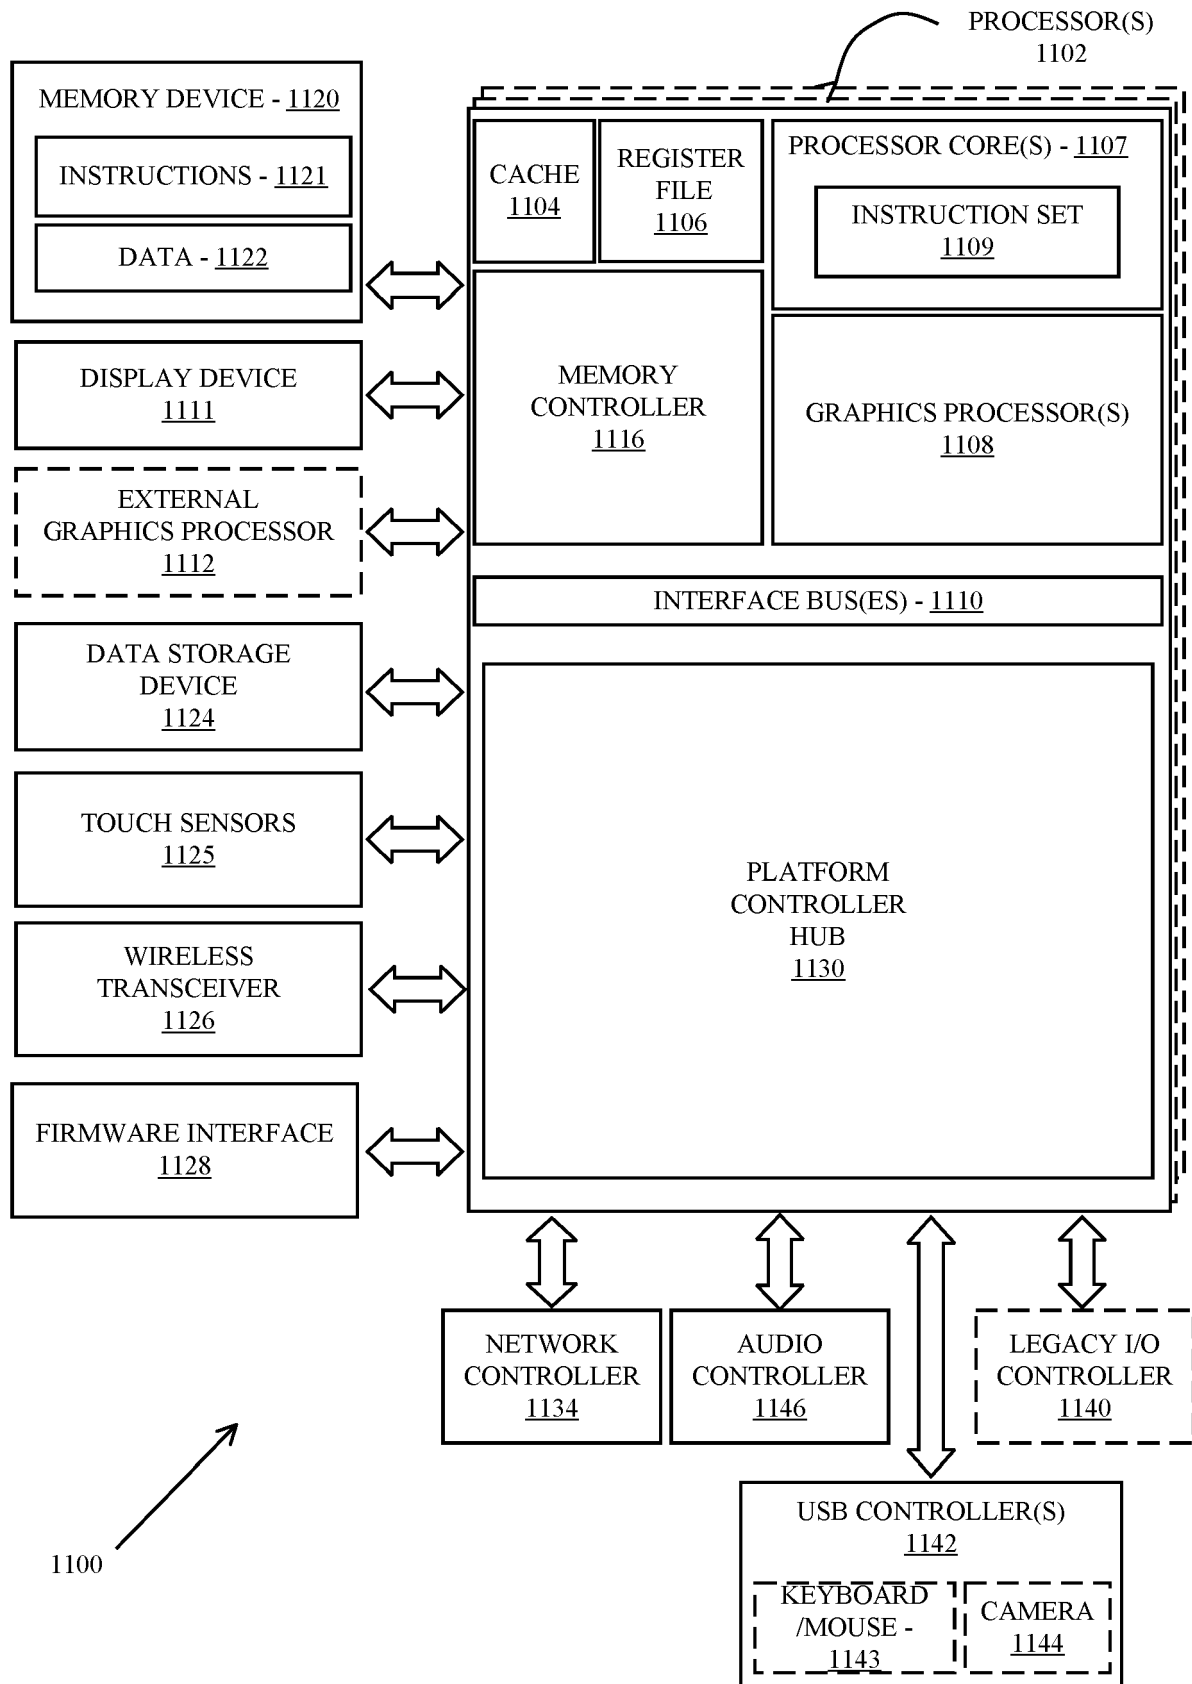 PROCESSOR(S)
1102
MEMORY DEVICE - 1120
INSTRUCTIONS - 1121
DATA - 1122
CACHE
1104
REGISTER
FILE
1106
PROCESSOR CORE(S) - 1107
INSTRUCTION SET
1109
MEMORY
CONTROLLER
1116
GRAPHICS PROCESSOR(S)
1108
DISPLAY DEVICE
1111
EXTERNAL
GRAPHICS PROCESSOR
1112
INTERFACE BUS(ES) - 1110
DATA STORAGE
DEVICE
1124
TOUCH SENSORS
1125
WIRELESS
TRANSCEIVER
1126
FIRMWARE INTERFACE
1128
PLATFORM
CONTROLLER
HUB
1130
NETWORK
CONTROLLER
1134
AUDIO
CONTROLLER
1146
LEGACY I/O
CONTROLLER
1140
USB CONTROLLER(S)
1142
KEYBOARD
/MOUSE -
1143
CAMERA
1144
1100